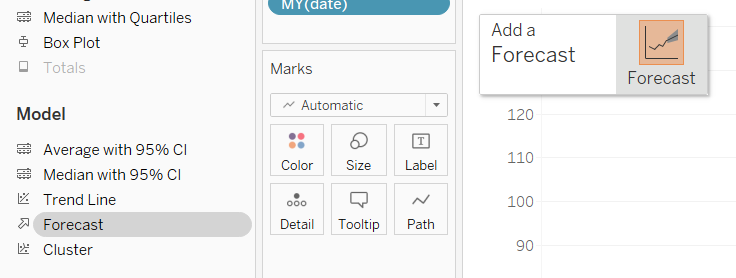 Median with Quartiles
Box Plot
Totals
Model
Average with 95% CI
Median with 95% CI
Trend Line
Forecast
Cluster
MY(date)
Marks
Automatic
Color
Size
Label
Detail
Tooltip
Path
Add a
Forecast
Forecast
120
110
100
90